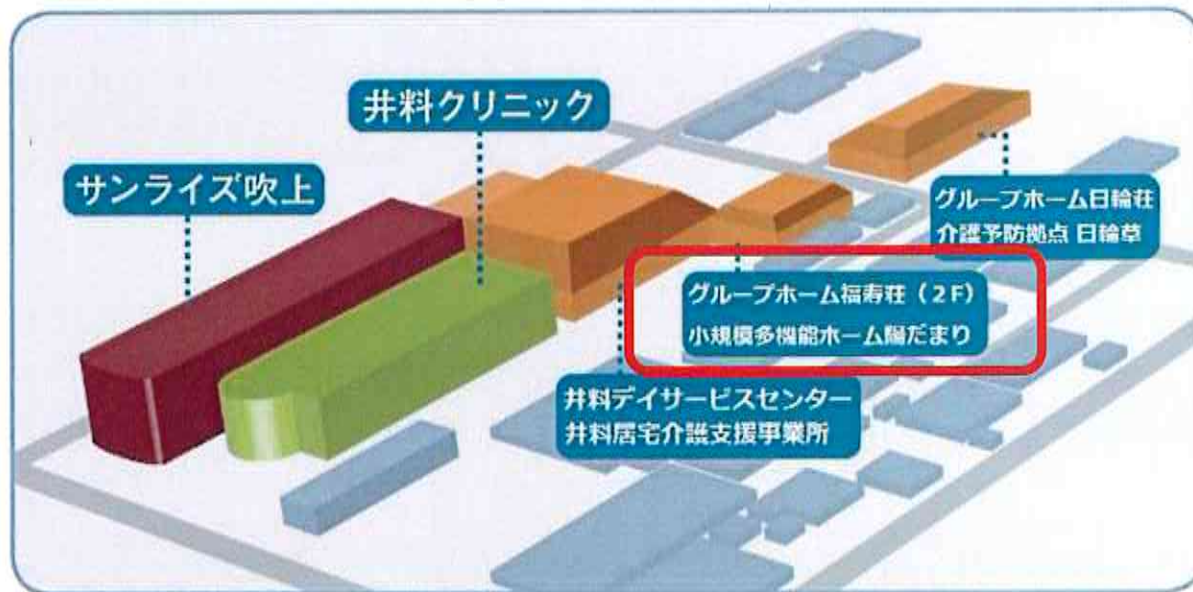 井料クリニック
サンライズ吹上
グループホーム日輪荘
介護予防拠点 日輪草
グループホーム福寿荘（2F）
小規模多機能ホーム陽だまり
井料デイサービスセンター
井料居宅介護支援事業所